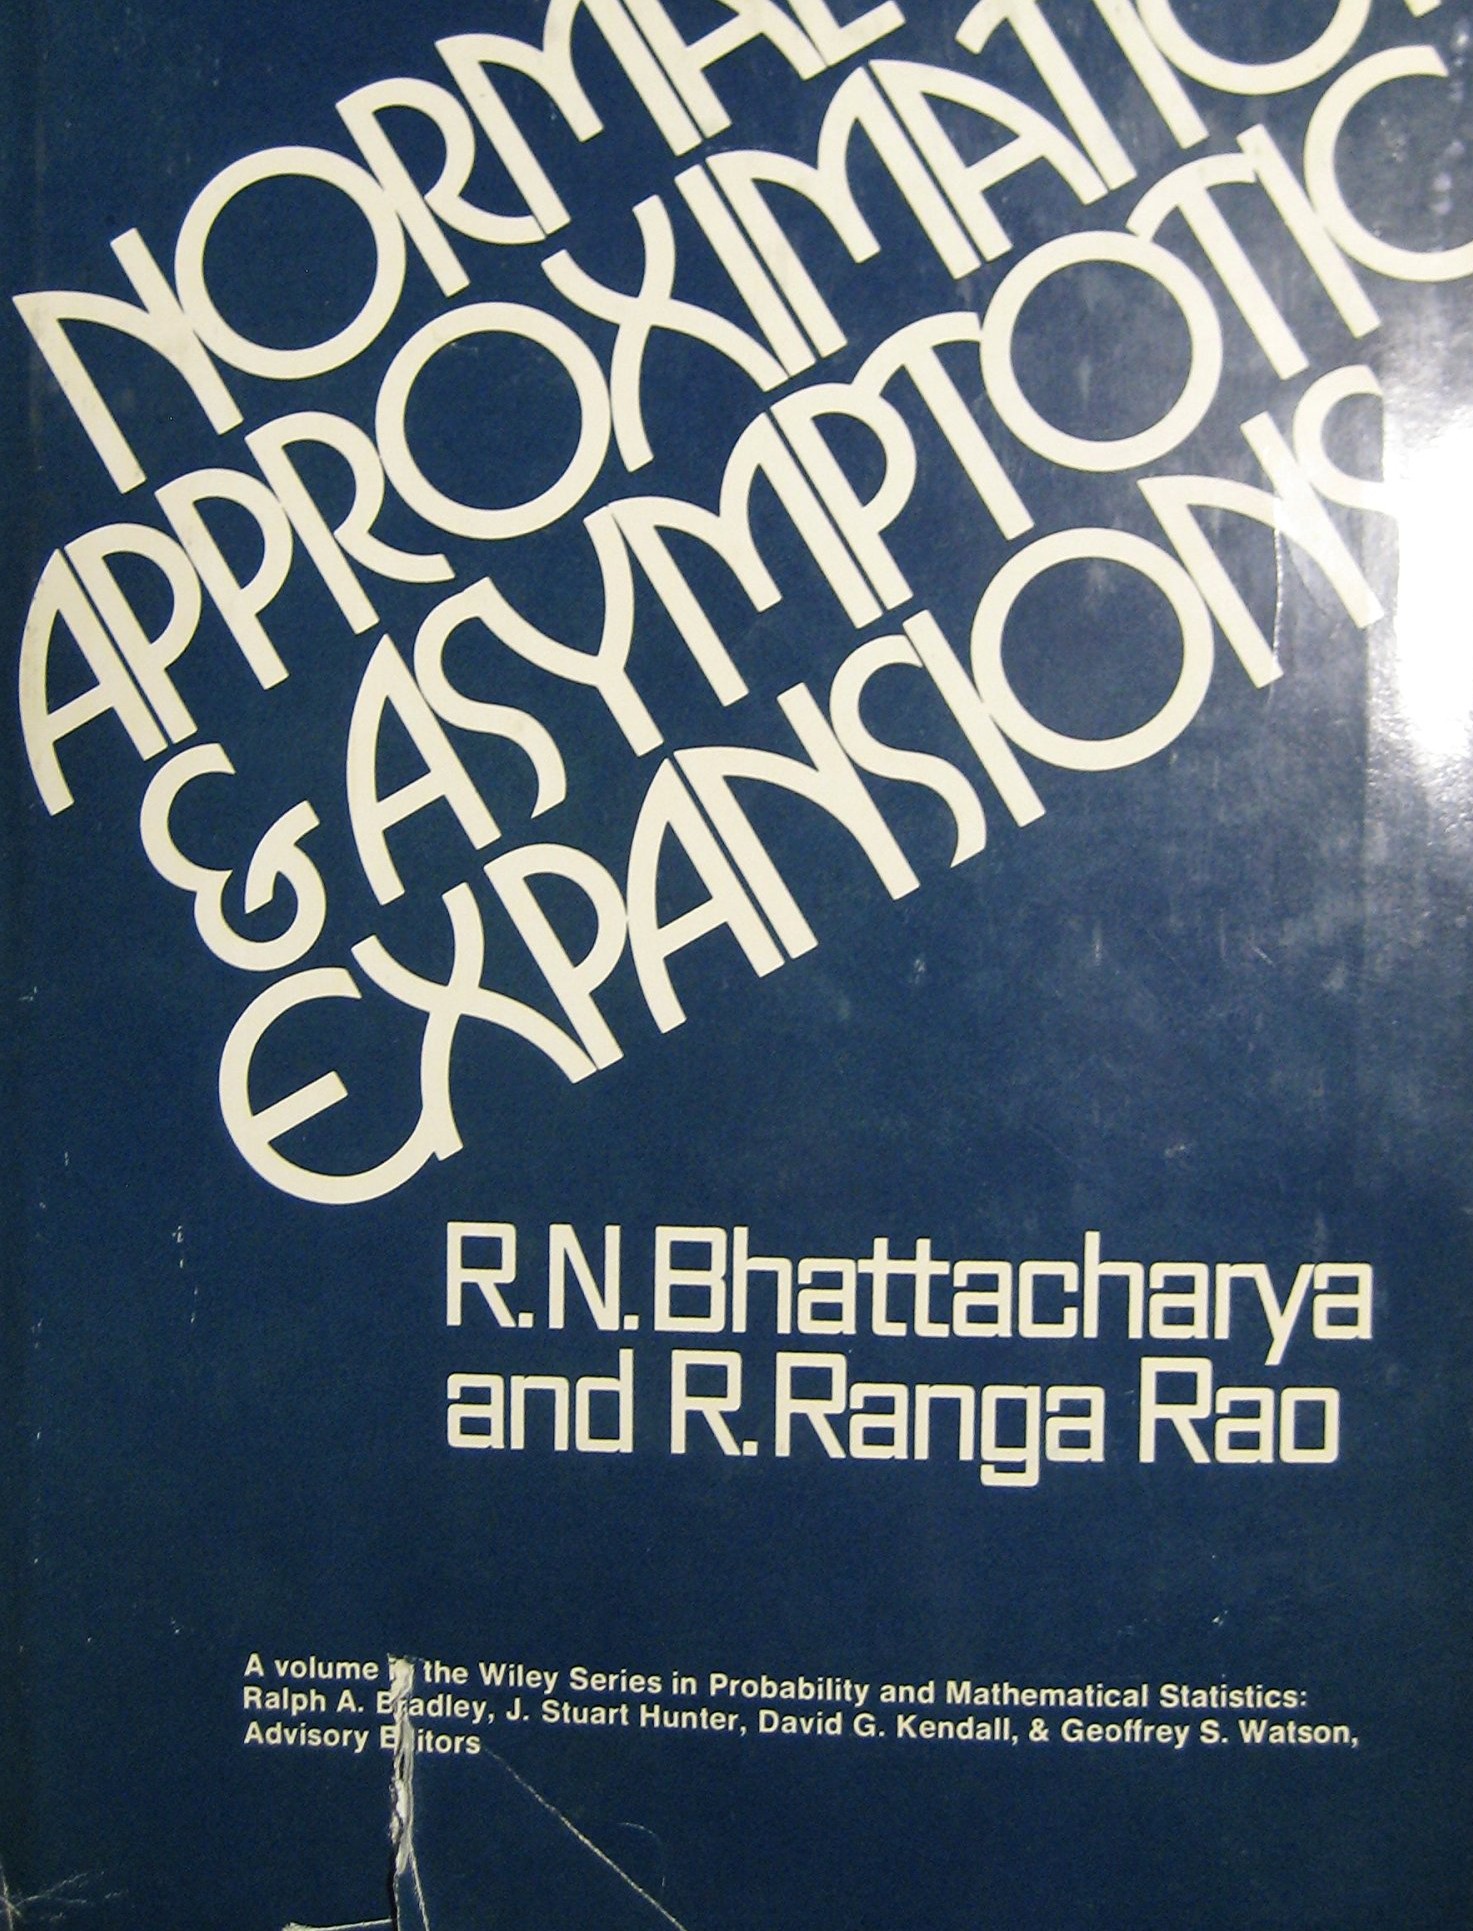 NORMAL
APPROXIMATION
& ASYMPTOTIC
EXPANSIONS
R.N.Bhattacharya
and R.Ranga Rao
A volume in the Wiley Series in Probability and Mathematical Statistics:
Ralph A. Bradley, J. Stuart Hunter, David G. Kendall, & Geoffrey S. Watson,
Advisory Editors